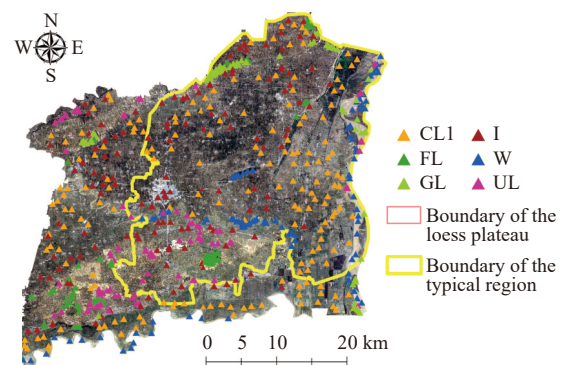 N
W E
S
CL1 I
FL W
GL UL
Boundary of the
loess plateau
Boundary of the
typical region
0 5 10 20 km